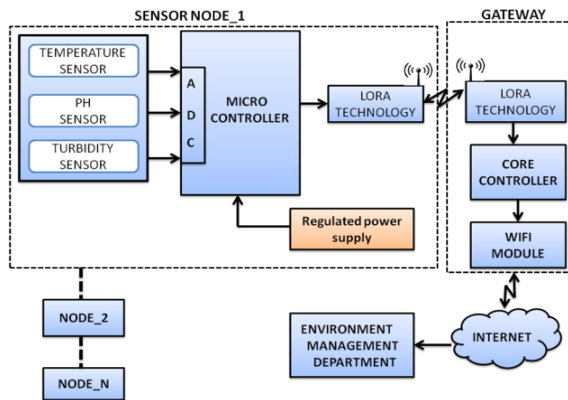 SENSOR NODE_1
GATEWAY
TEMPERATURE
SENSOR
PH
SENSOR
TURBIDITY
SENSOR
A
D
C
MICRO
CONTROLLER
LORA
TECHNOLOGY
LORA
TECHNOLOGY
CORE
CONTROLLER
WIFI
MODULE
Regulated power
supply
NODE_2
NODE_N
ENVIRONMENT
MANAGEMENT
DEPARTMENT
INTERNET